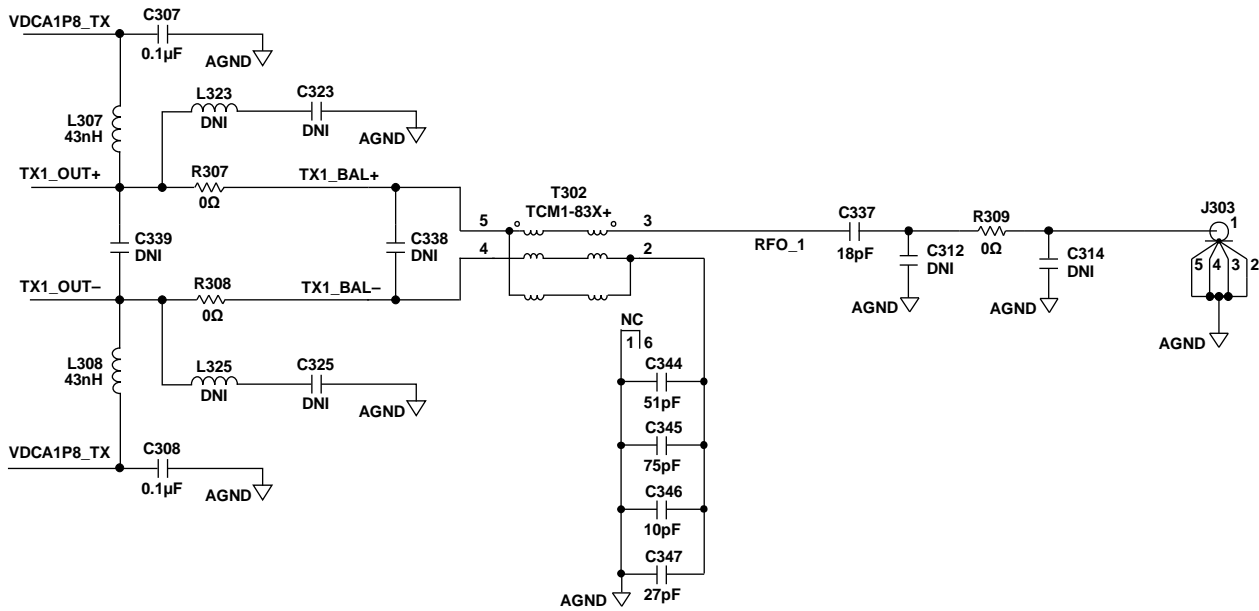 VDCA1P8_TX
C307
0.1µF
AGND
L323
DNI
C323
DNI
AGND
L307
43nH
TX1_OUT+
R307
0Ω
TX1_BAL+
T302
TCM1-83X+
5
3
4
2
C339
DNI
C338
DNI
RFO_1
C337
18pF
C312
DNI
AGND
R309
0Ω
C314
DNI
AGND
J303
1
5
4
3
2
AGND
TX1_OUT–
R308
0Ω
TX1_BAL–
L308
43nH
L325
DNI
C325
DNI
AGND
NC
1
6
C344
51pF
C345
75pF
C346
10pF
C347
27pF
AGND
VDCA1P8_TX
C308
0.1µF
AGND